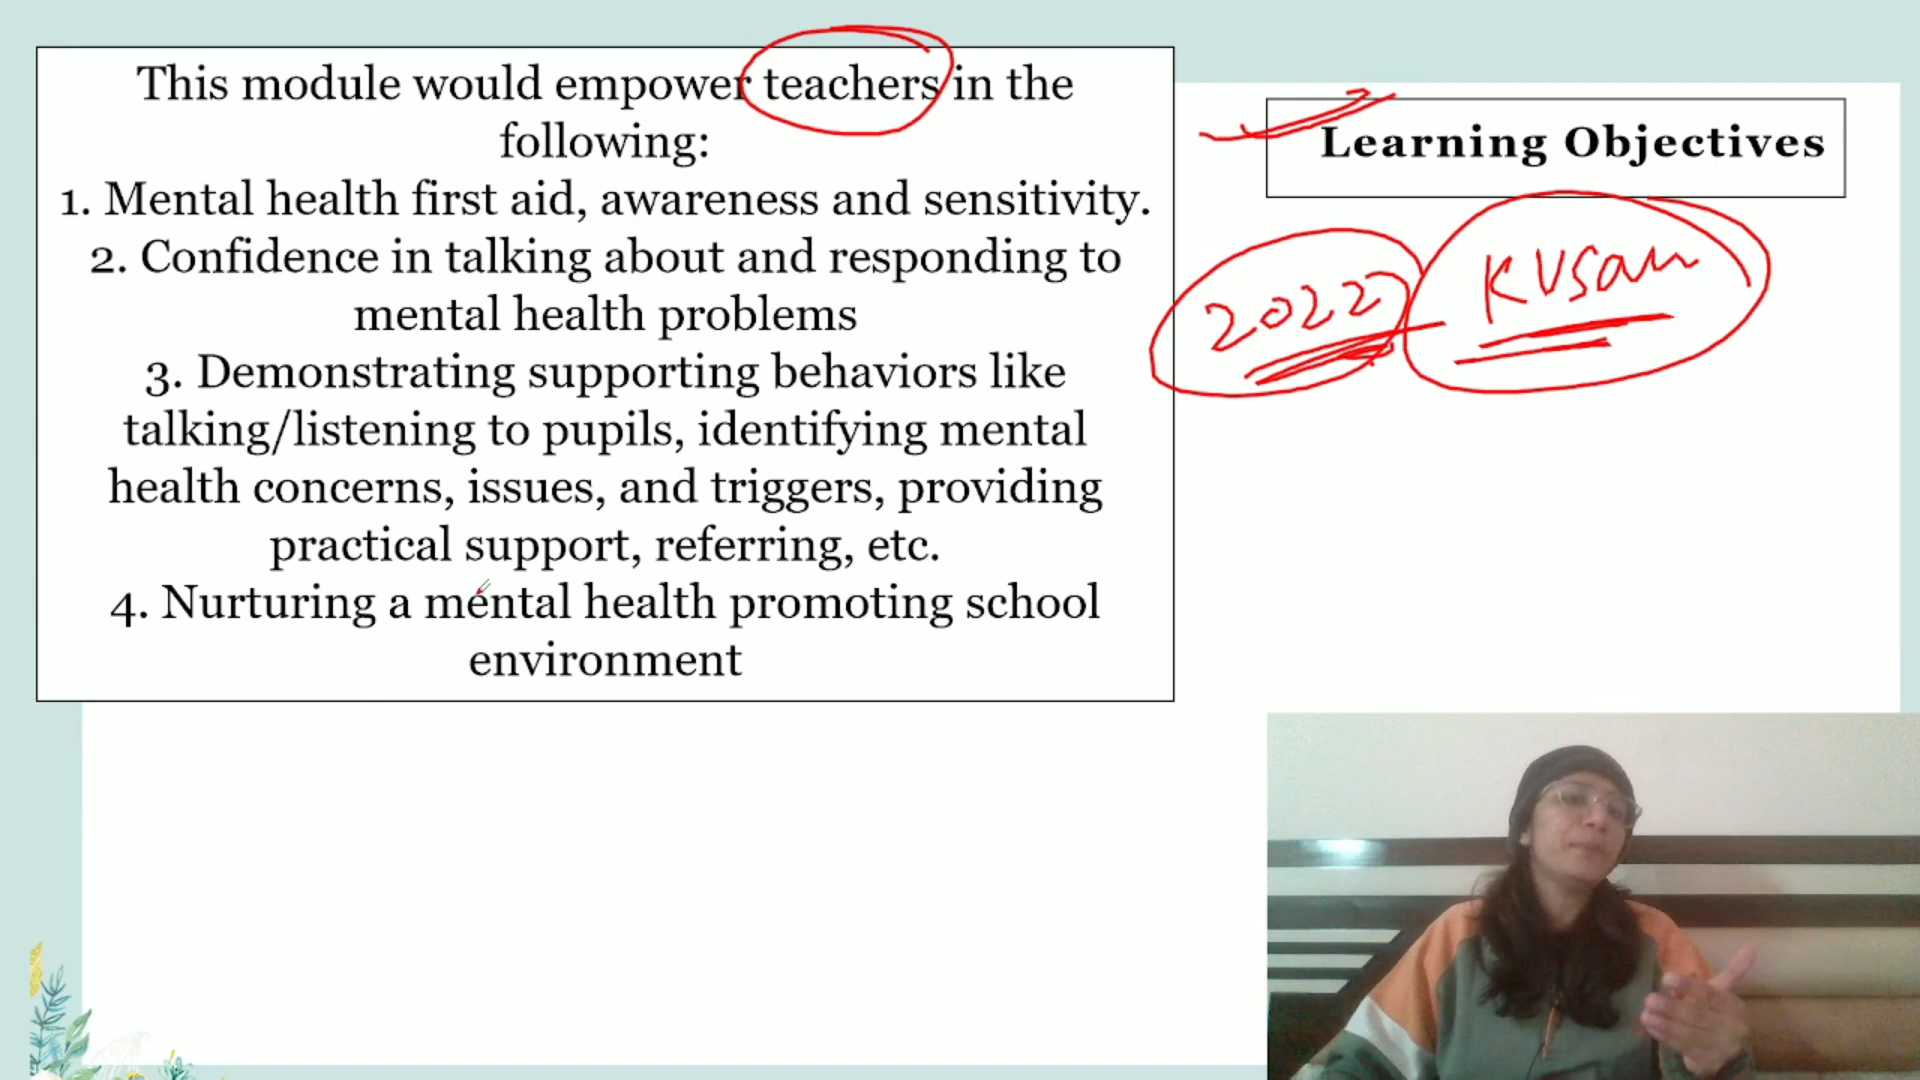 This module would empower teachers in the
following:
1. Mental health first aid, awareness and sensitivity.
2. Confidence in talking about and responding to
mental health problems
3. Demonstrating supporting behaviors like
talking/listening to pupils, identifying mental
health concerns, issues, and triggers, providing
practical support, referring, etc.
4. Nurturing a mental health promoting school
environment
Learning Objectives
2022